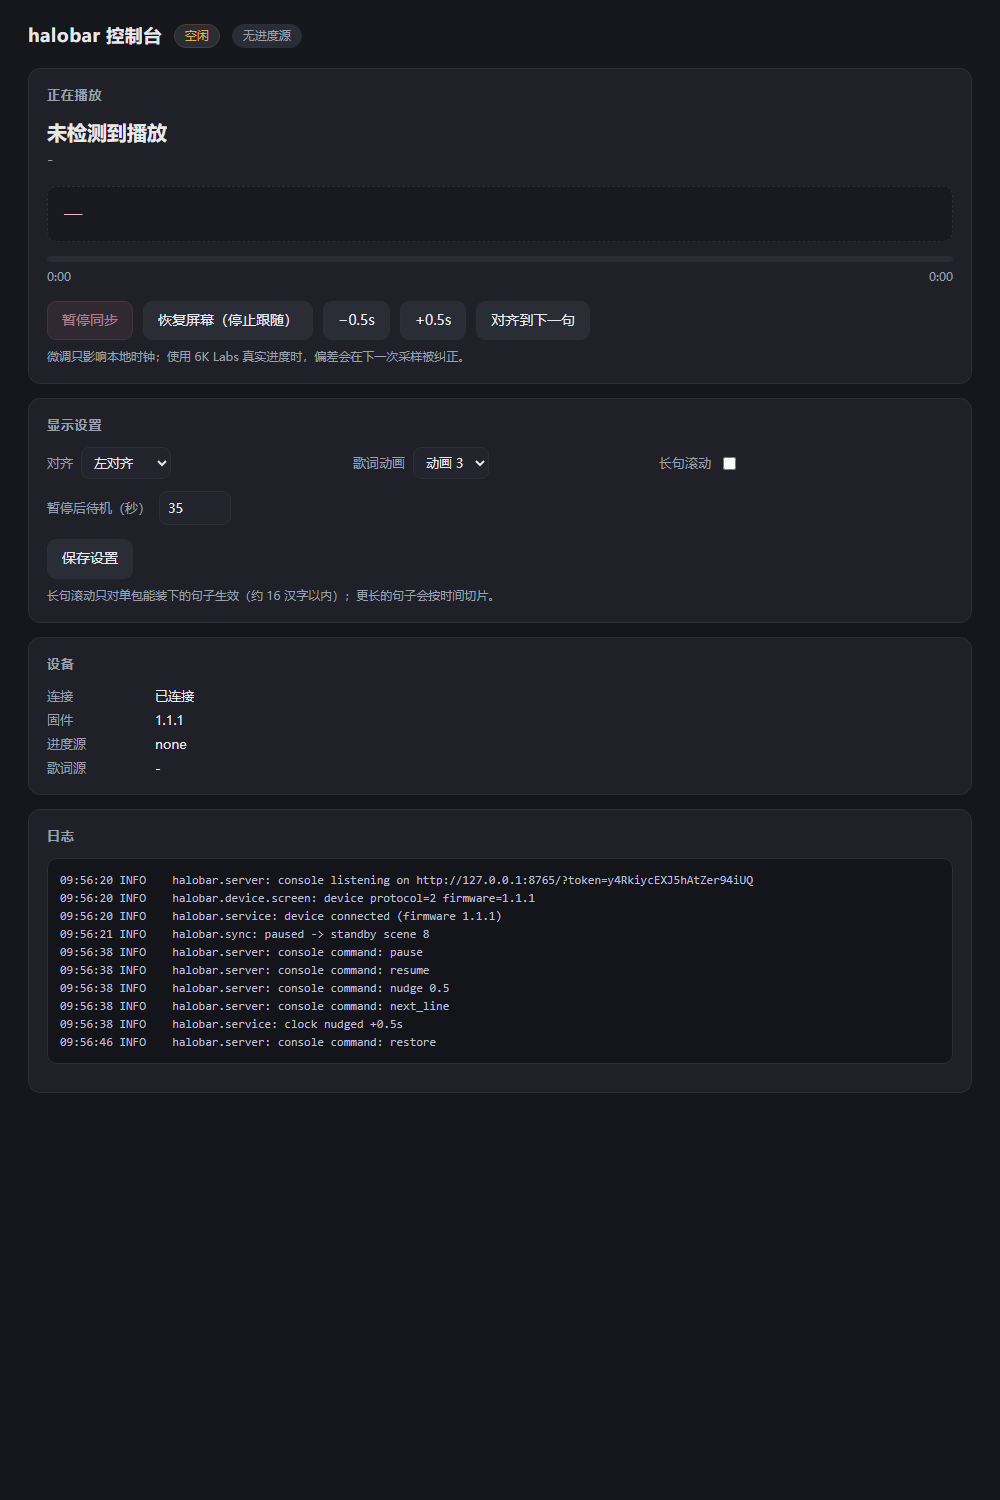 halobar 控制台 空闲 无进度源
正在播放
未检测到播放
-
—
0:00 0:00
暂停同步 恢复屏幕（停止跟随） −0.5s +0.5s 对齐到下一句
微调只影响本地时钟；使用 6K Labs 真实进度时，偏差会在下一次采样被纠正。
显示设置
对齐 左对齐 歌词动画 动画 3 长句滚动
暂停后待机（秒） 35
保存设置
长句滚动只对单包能装下的句子生效（约 16 汉字以内）；更长的句子会按时间切片。
设备
连接 已连接
固件 1.1.1
进度源 none
歌词源 -
日志
09:56:20 INFO halobar.server: console listening on http://127.0.0.1:8765/?token=y4RkiycEXJ5hAtZer94iUQ
09:56:20 INFO halobar.device.screen: device protocol=2 firmware=1.1.1
09:56:20 INFO halobar.service: device connected (firmware 1.1.1)
09:56:21 INFO halobar.sync: paused -> standby scene 8
09:56:38 INFO halobar.server: console command: pause
09:56:38 INFO halobar.server: console command: resume
09:56:38 INFO halobar.server: console command: nudge 0.5
09:56:38 INFO halobar.server: console command: next_line
09:56:38 INFO halobar.service: clock nudged +0.5s
09:56:46 INFO halobar.server: console command: restore